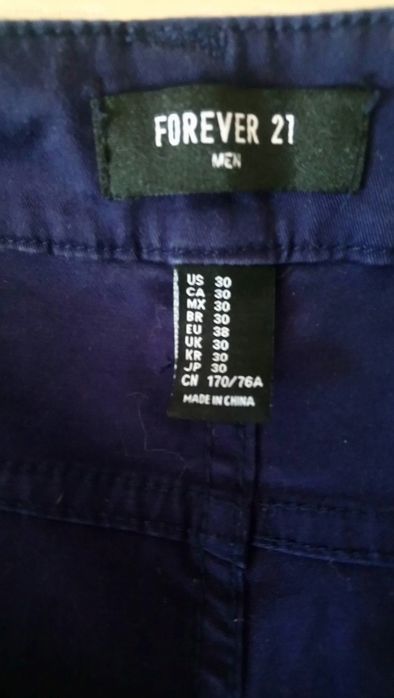 FOREVER 21
MEN
US 30
CA 30
MX 30
BR 30
EU 38
UK 30
KR 30
JP 30
CN 170/76A
MADE IN CHINA